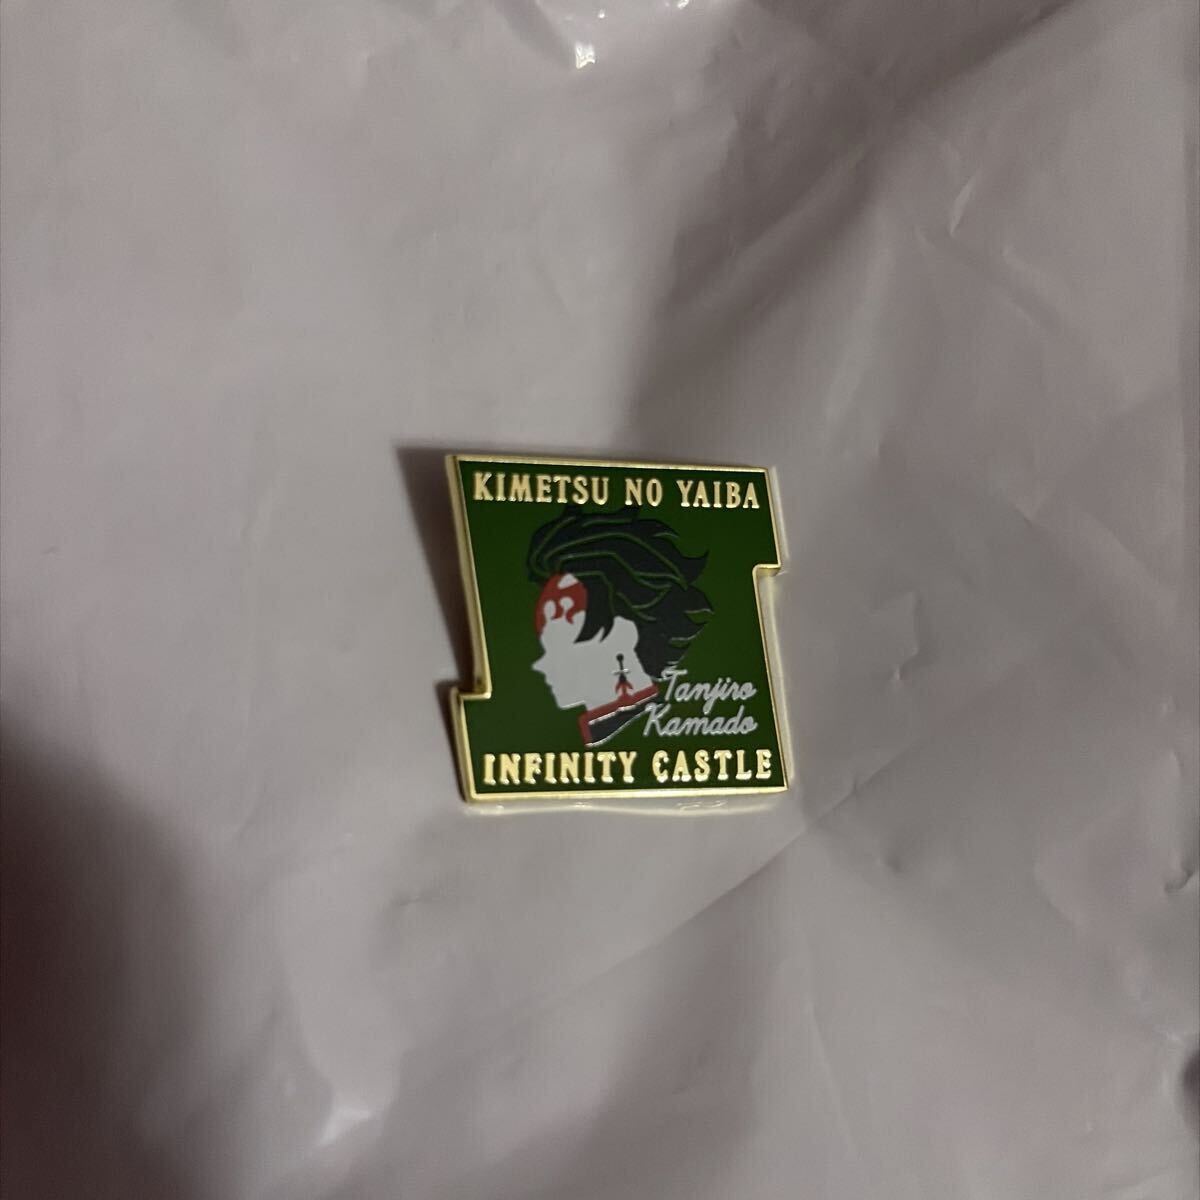 KIMETSU NO YAIBA
Tanjiro
Kamado
INFINITY CASTLE